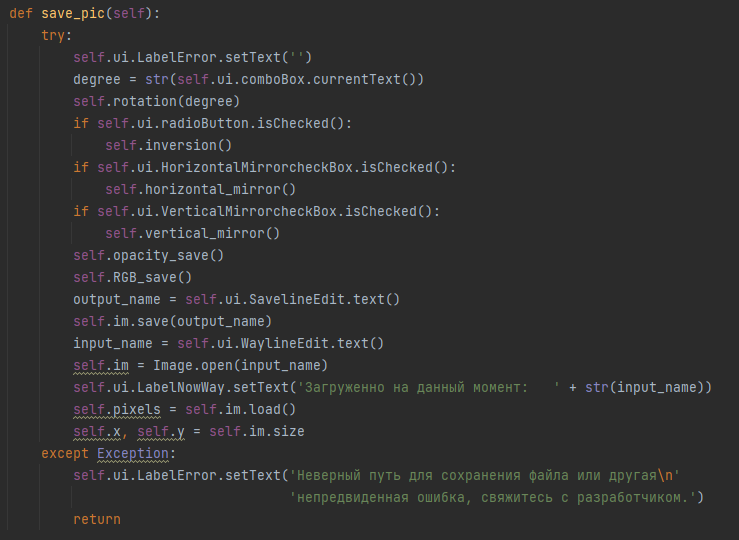 def save_pic(self):
    try:
        self.ui.LabelError.setText('')
        degree = str(self.ui.comboBox.currentText())
        self.rotation(degree)
        if self.ui.radioButton.isChecked():
            self.inversion()
        if self.ui.HorizontalMirrorcheckBox.isChecked():
            self.horizontal_mirror()
        if self.ui.VerticalMirrorcheckBox.isChecked():
            self.vertical_mirror()
        self.opacity_save()
        self.RGB_save()
        output_name = self.ui.SavelineEdit.text()
        self.im.save(output_name)
        input_name = self.ui.WaylineEdit.text()
        self.im = Image.open(input_name)
        self.ui.LabelNowWay.setText('Загруженно на данный момент:   ' + str(input_name))
        self.pixels = self.im.load()
        self.x, self.y = self.im.size
    except Exception:
        self.ui.LabelError.setText('Неверный путь для сохранения файла или другая\n'
                                   'непредвиденная ошибка, свяжитесь с разработчиком.')
        return